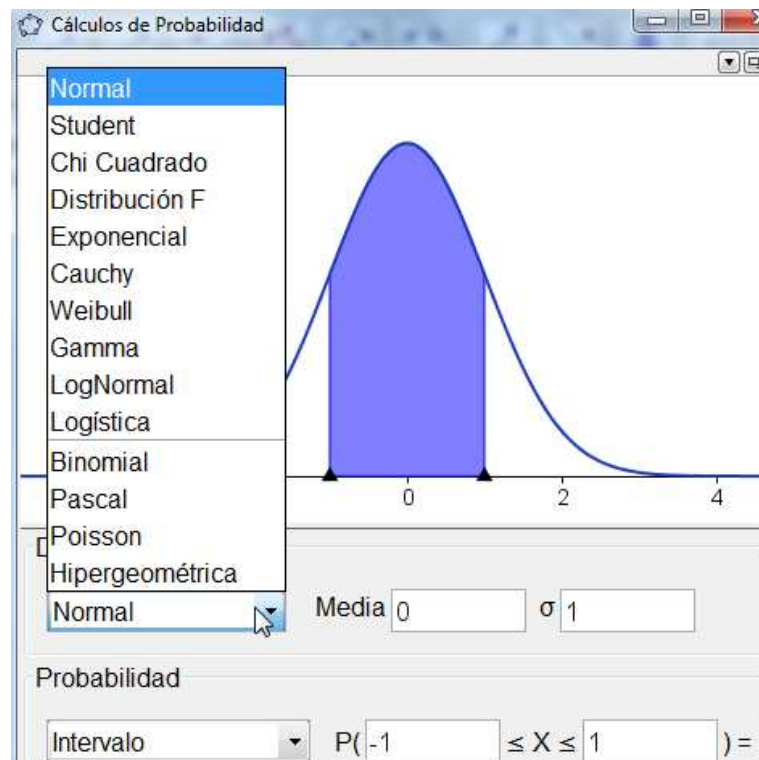 Cálculos de Probabilidad
Normal
Student
Chi Cuadrado
Distribución F
Exponencial
Cauchy
Weibull
Gamma
LogNormal
Logística
Binomial
Pascal
Poisson
Hipergeométrica
0 2 4
Normal Media 0 σ 1
Probabilidad
Intervalo P( -1 ≤ X ≤ 1 ) =